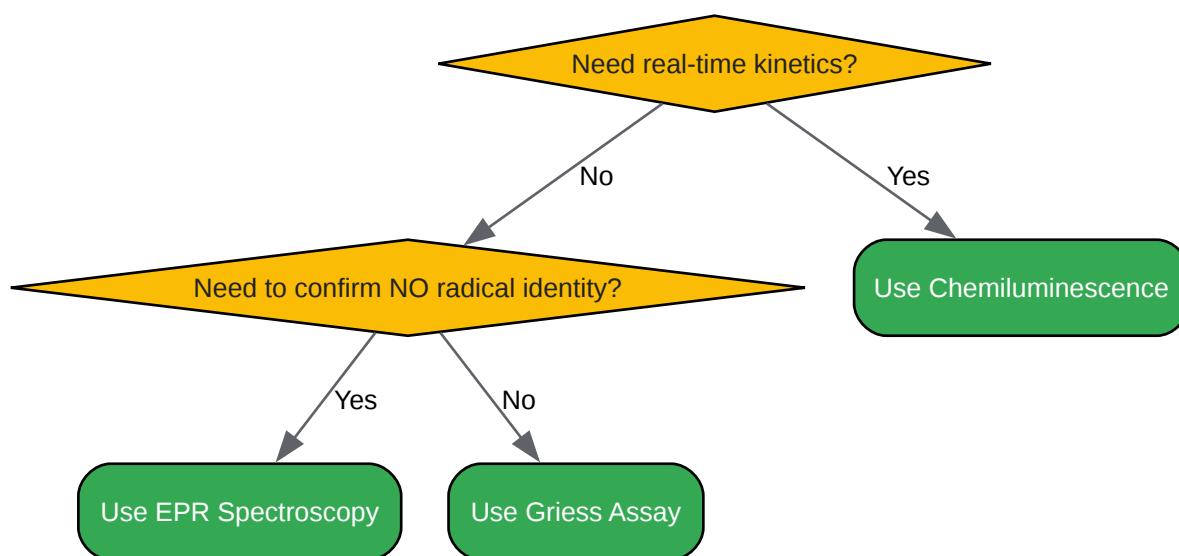 Need real-time kinetics?
No
Yes
Need to confirm NO radical identity?
Use Chemiluminescence
Yes
No
Use EPR Spectroscopy
Use Griess Assay